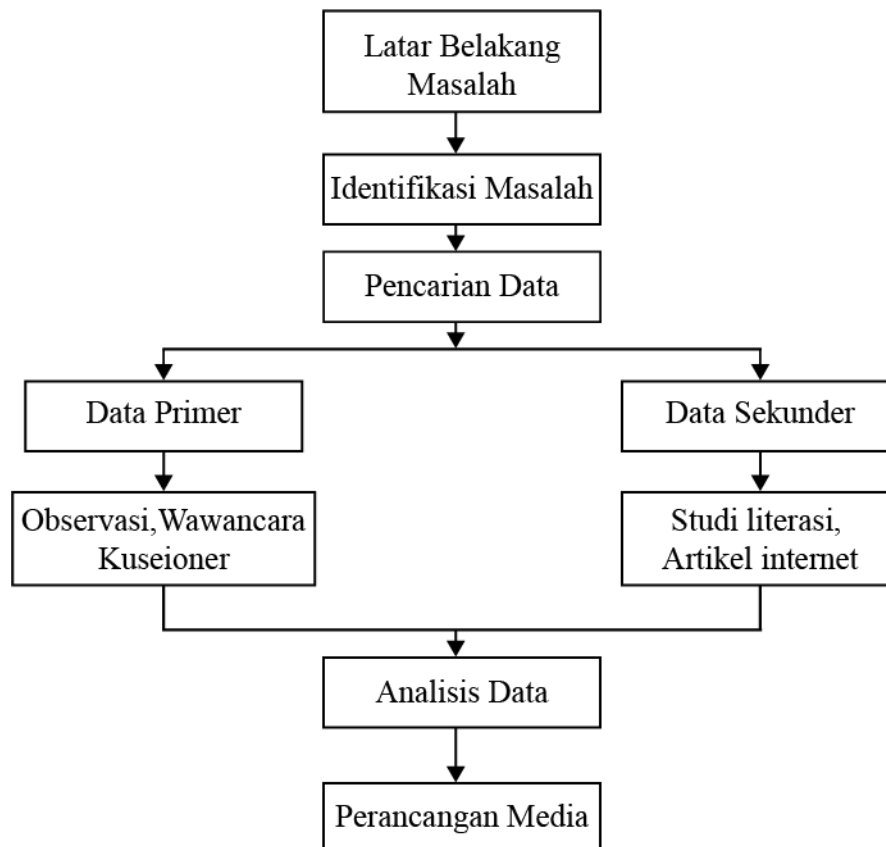 Latar Belakang
Masalah
Identifikasi Masalah
Pencarian Data
Data Primer
Data Sekunder
Observasi,Wawancara
Kuseioner
Studi literasi,
Artikel internet
Analisis Data
Perancangan Media